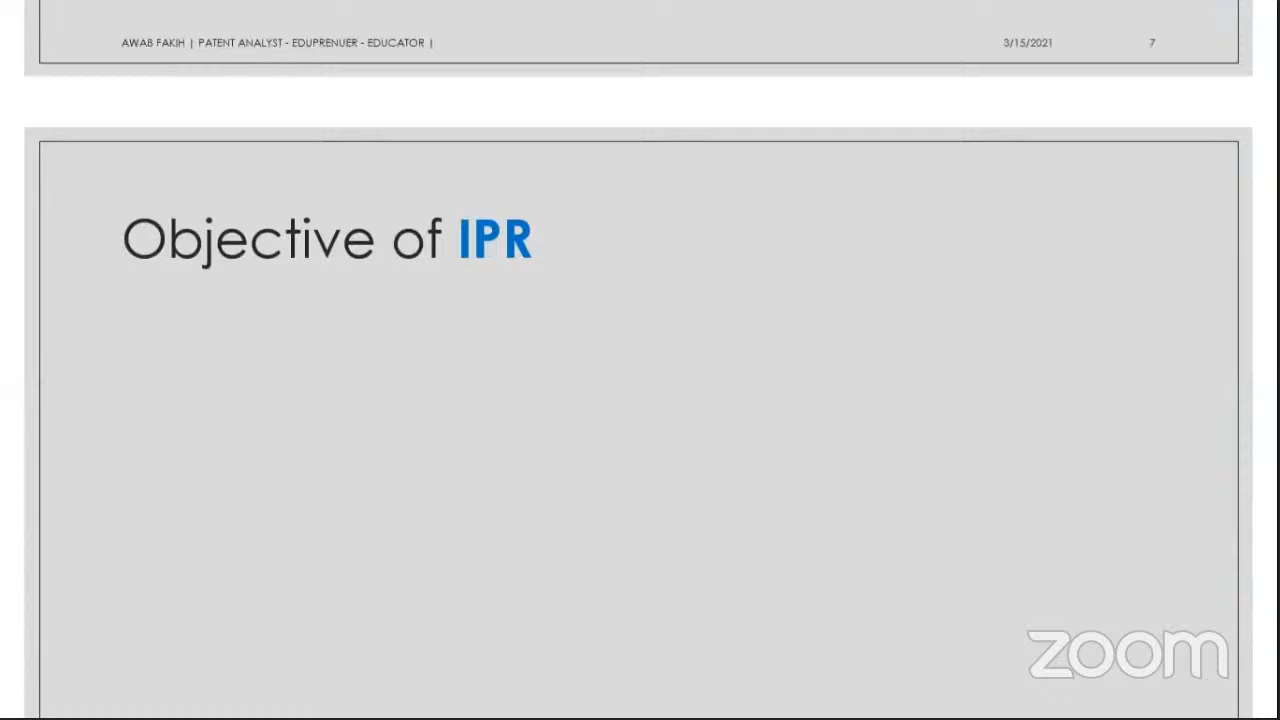 AWAB FAKIH | PATENT ANALYST - EDUPRENUER - EDUCATOR | 3/15/2021 7
Objective of IPR
zoom